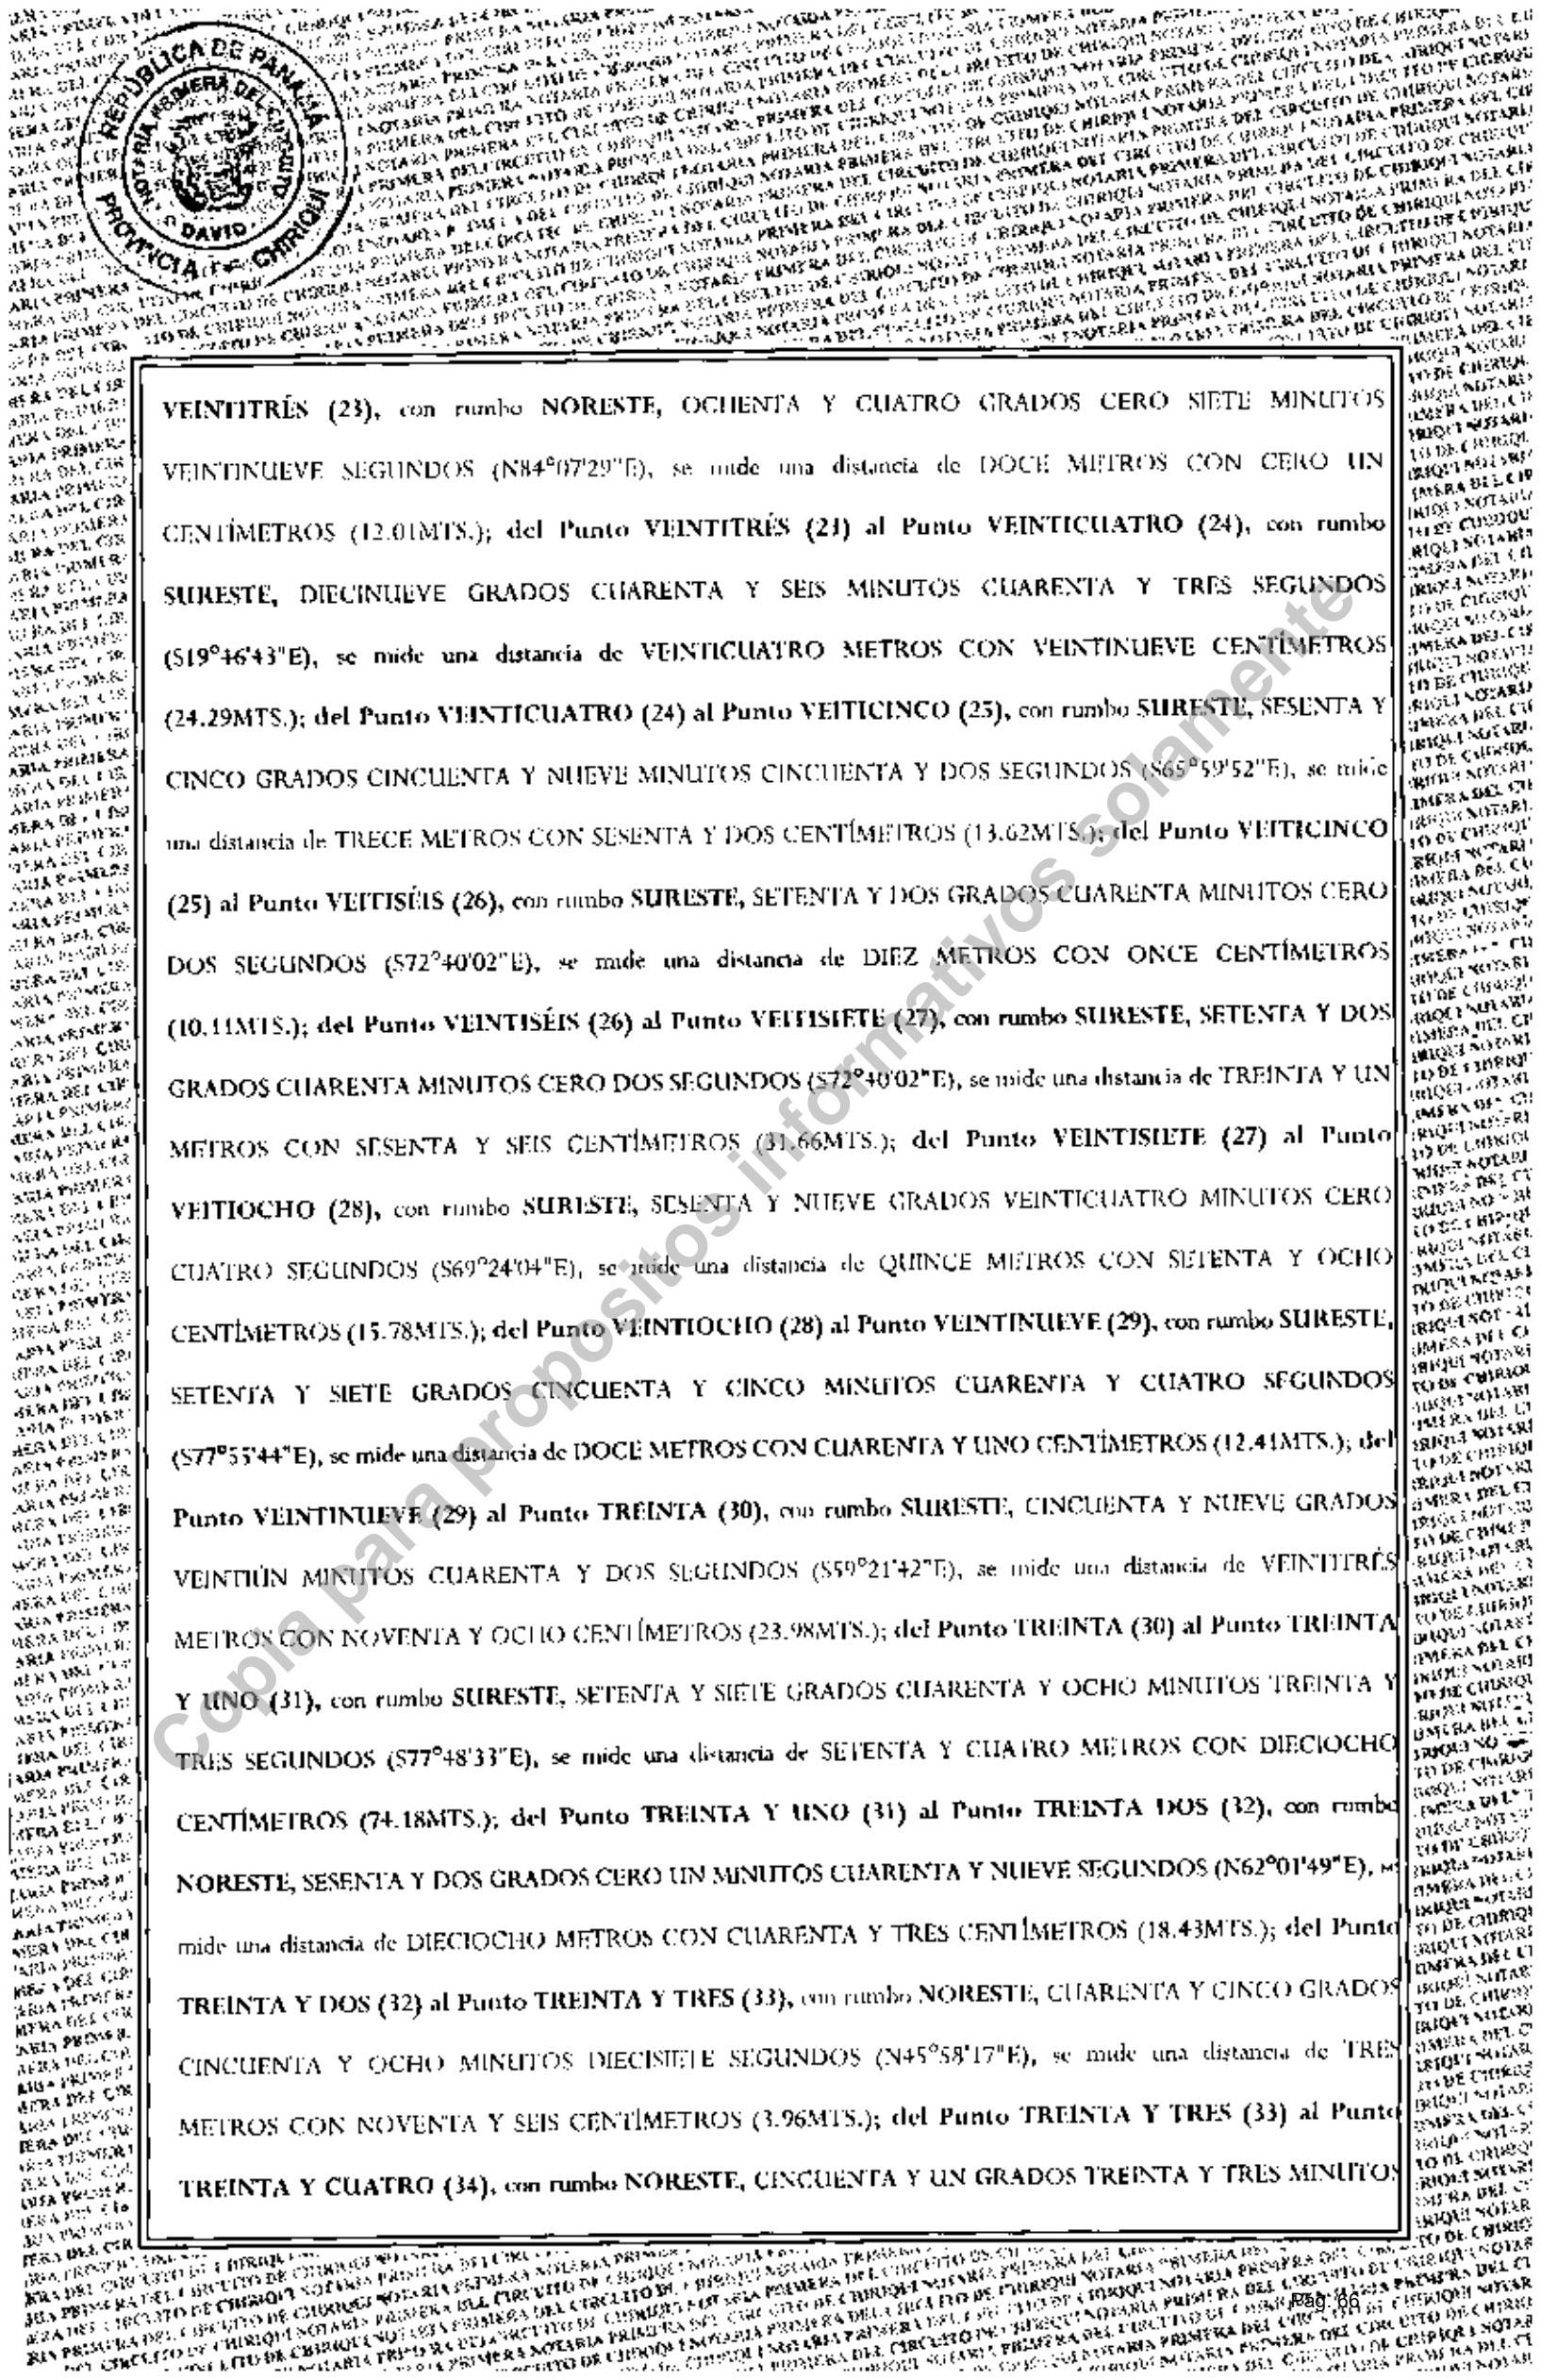 REPÚBLICA DE PANAMÁ
NOTARIA PRIMERA DEL CIRCUITO
DAVID
PROVINCIA DE CHIRIQUÍ
VEINTITRÉS (23), con rumbo NORESTE, OCHENTA Y CUATRO GRADOS CERO SIETE MINUTOS
VEINTINUEVE SEGUNDOS (N84°07'29"E), se mide una distancia de DOCE METROS CON CERO UN
CENTÍMETROS (12.01MTS.); del Punto VEINTITRÉS (23) al Punto VEINTICUATRO (24), con rumbo
SURESTE, DIECINUEVE GRADOS CUARENTA Y SEIS MINUTOS CUARENTA Y TRES SEGUNDOS
(S19°46'43"E), se mide una distancia de VEINTICUATRO METROS CON VEINTINUEVE CENTÍMETROS
(24.29MTS.); del Punto VEINTICUATRO (24) al Punto VEITICINCO (25), con rumbo SURESTE, SESENTA Y
CINCO GRADOS CINCUENTA Y NUEVE MINUTOS CINCUENTA Y DOS SEGUNDOS (S65°59'52"E), se mide
una distancia de TRECE METROS CON SESENTA Y DOS CENTÍMETROS (13.62MTS.); del Punto VEITICINCO
(25) al Punto VEITISÉIS (26), con rumbo SURESTE, SETENTA Y DOS GRADOS CUARENTA MINUTOS CERO
DOS SEGUNDOS (S72°40'02"E), se mide una distancia de DIEZ METROS CON ONCE CENTÍMETROS
(10.11MTS.); del Punto VEINTISÉIS (26) al Punto VEITISIETE (27), con rumbo SURESTE, SETENTA Y DOS
GRADOS CUARENTA MINUTOS CERO DOS SEGUNDOS (S72°40'02"E), se mide una distancia de TREINTA Y UN
METROS CON SESENTA Y SEIS CENTÍMETROS (31.66MTS.); del Punto VEINTISIETE (27) al Punto
VEITIOCHO (28), con rumbo SURESTE, SESENTA Y NUEVE GRADOS VEINTICUATRO MINUTOS CERO
CUATRO SEGUNDOS (S69°24'04"E), se mide una distancia de QUINCE METROS CON SETENTA Y OCHO
CENTÍMETROS (15.78MTS.); del Punto VEINTIOCHO (28) al Punto VEINTINUEVE (29), con rumbo SURESTE,
SETENTA Y SIETE GRADOS CINCUENTA Y CINCO MINUTOS CUARENTA Y CUATRO SEGUNDOS
(S77°55'44"E), se mide una distancia de DOCE METROS CON CUARENTA Y UNO CENTÍMETROS (12.41MTS.); del
Punto VEINTINUEVE (29) al Punto TREINTA (30), con rumbo SURESTE, CINCUENTA Y NUEVE GRADOS
VEINTIÚN MINUTOS CUARENTA Y DOS SEGUNDOS (S59°21'42"E), se mide una distancia de VEINTITRÉS
METROS CON NOVENTA Y OCHO CENTÍMETROS (23.98MTS.); del Punto TREINTA (30) al Punto TREINTA
Y UNO (31), con rumbo SURESTE, SETENTA Y SIETE GRADOS CUARENTA Y OCHO MINUTOS TREINTA Y
TRES SEGUNDOS (S77°48'33"E), se mide una distancia de SETENTA Y CUATRO METROS CON DIECIOCHO
CENTÍMETROS (74.18MTS.); del Punto TREINTA Y UNO (31) al Punto TREINTA DOS (32), con rumbo
NORESTE, SESENTA Y DOS GRADOS CERO UN MINUTOS CUARENTA Y NUEVE SEGUNDOS (N62°01'49"E), se
mide una distancia de DIECIOCHO METROS CON CUARENTA Y TRES CENTÍMETROS (18.43MTS.); del Punto
TREINTA Y DOS (32) al Punto TREINTA Y TRES (33), con rumbo NORESTE, CUARENTA Y CINCO GRADOS
CINCUENTA Y OCHO MINUTOS DIECISIETE SEGUNDOS (N45°58'17"E), se mide una distancia de TRES
METROS CON NOVENTA Y SEIS CENTÍMETROS (3.96MTS.); del Punto TREINTA Y TRES (33) al Punto
TREINTA Y CUATRO (34), con rumbo NORESTE, CINCUENTA Y UN GRADOS TREINTA Y TRES MINUTOS
Copia para propositos informativos solamente
Pág. 66